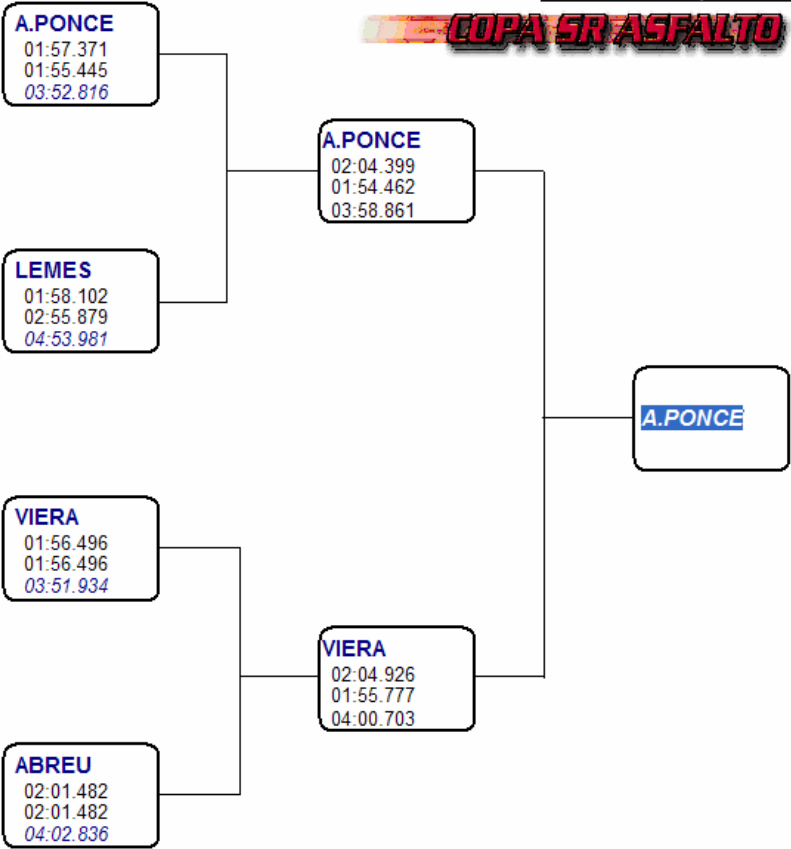 COPA SR ASFALTO
A.PONCE
01:57.371
01:55.445
03:52.816
LEMES
01:58.102
02:55.879
04:53.981
A.PONCE
02:04.399
01:54.462
03:58.861
VIERA
01:56.496
01:56.496
03:51.934
ABREU
02:01.482
02:01.482
04:02.836
VIERA
02:04.926
01:55.777
04:00.703
A.PONCE